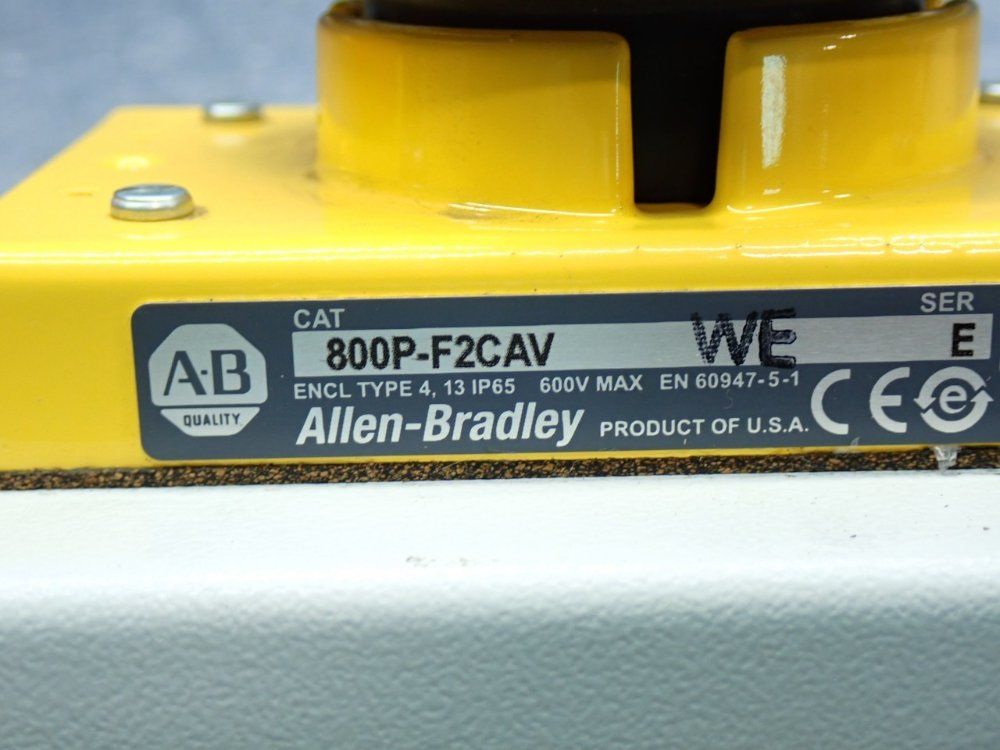 CAT
SER
A·B
QUALITY
800P-F2CAV WE E
ENCL TYPE 4, 13 IP65 600V MAX EN 60947-5-1
Allen-Bradley PRODUCT OF U.S.A. CE e